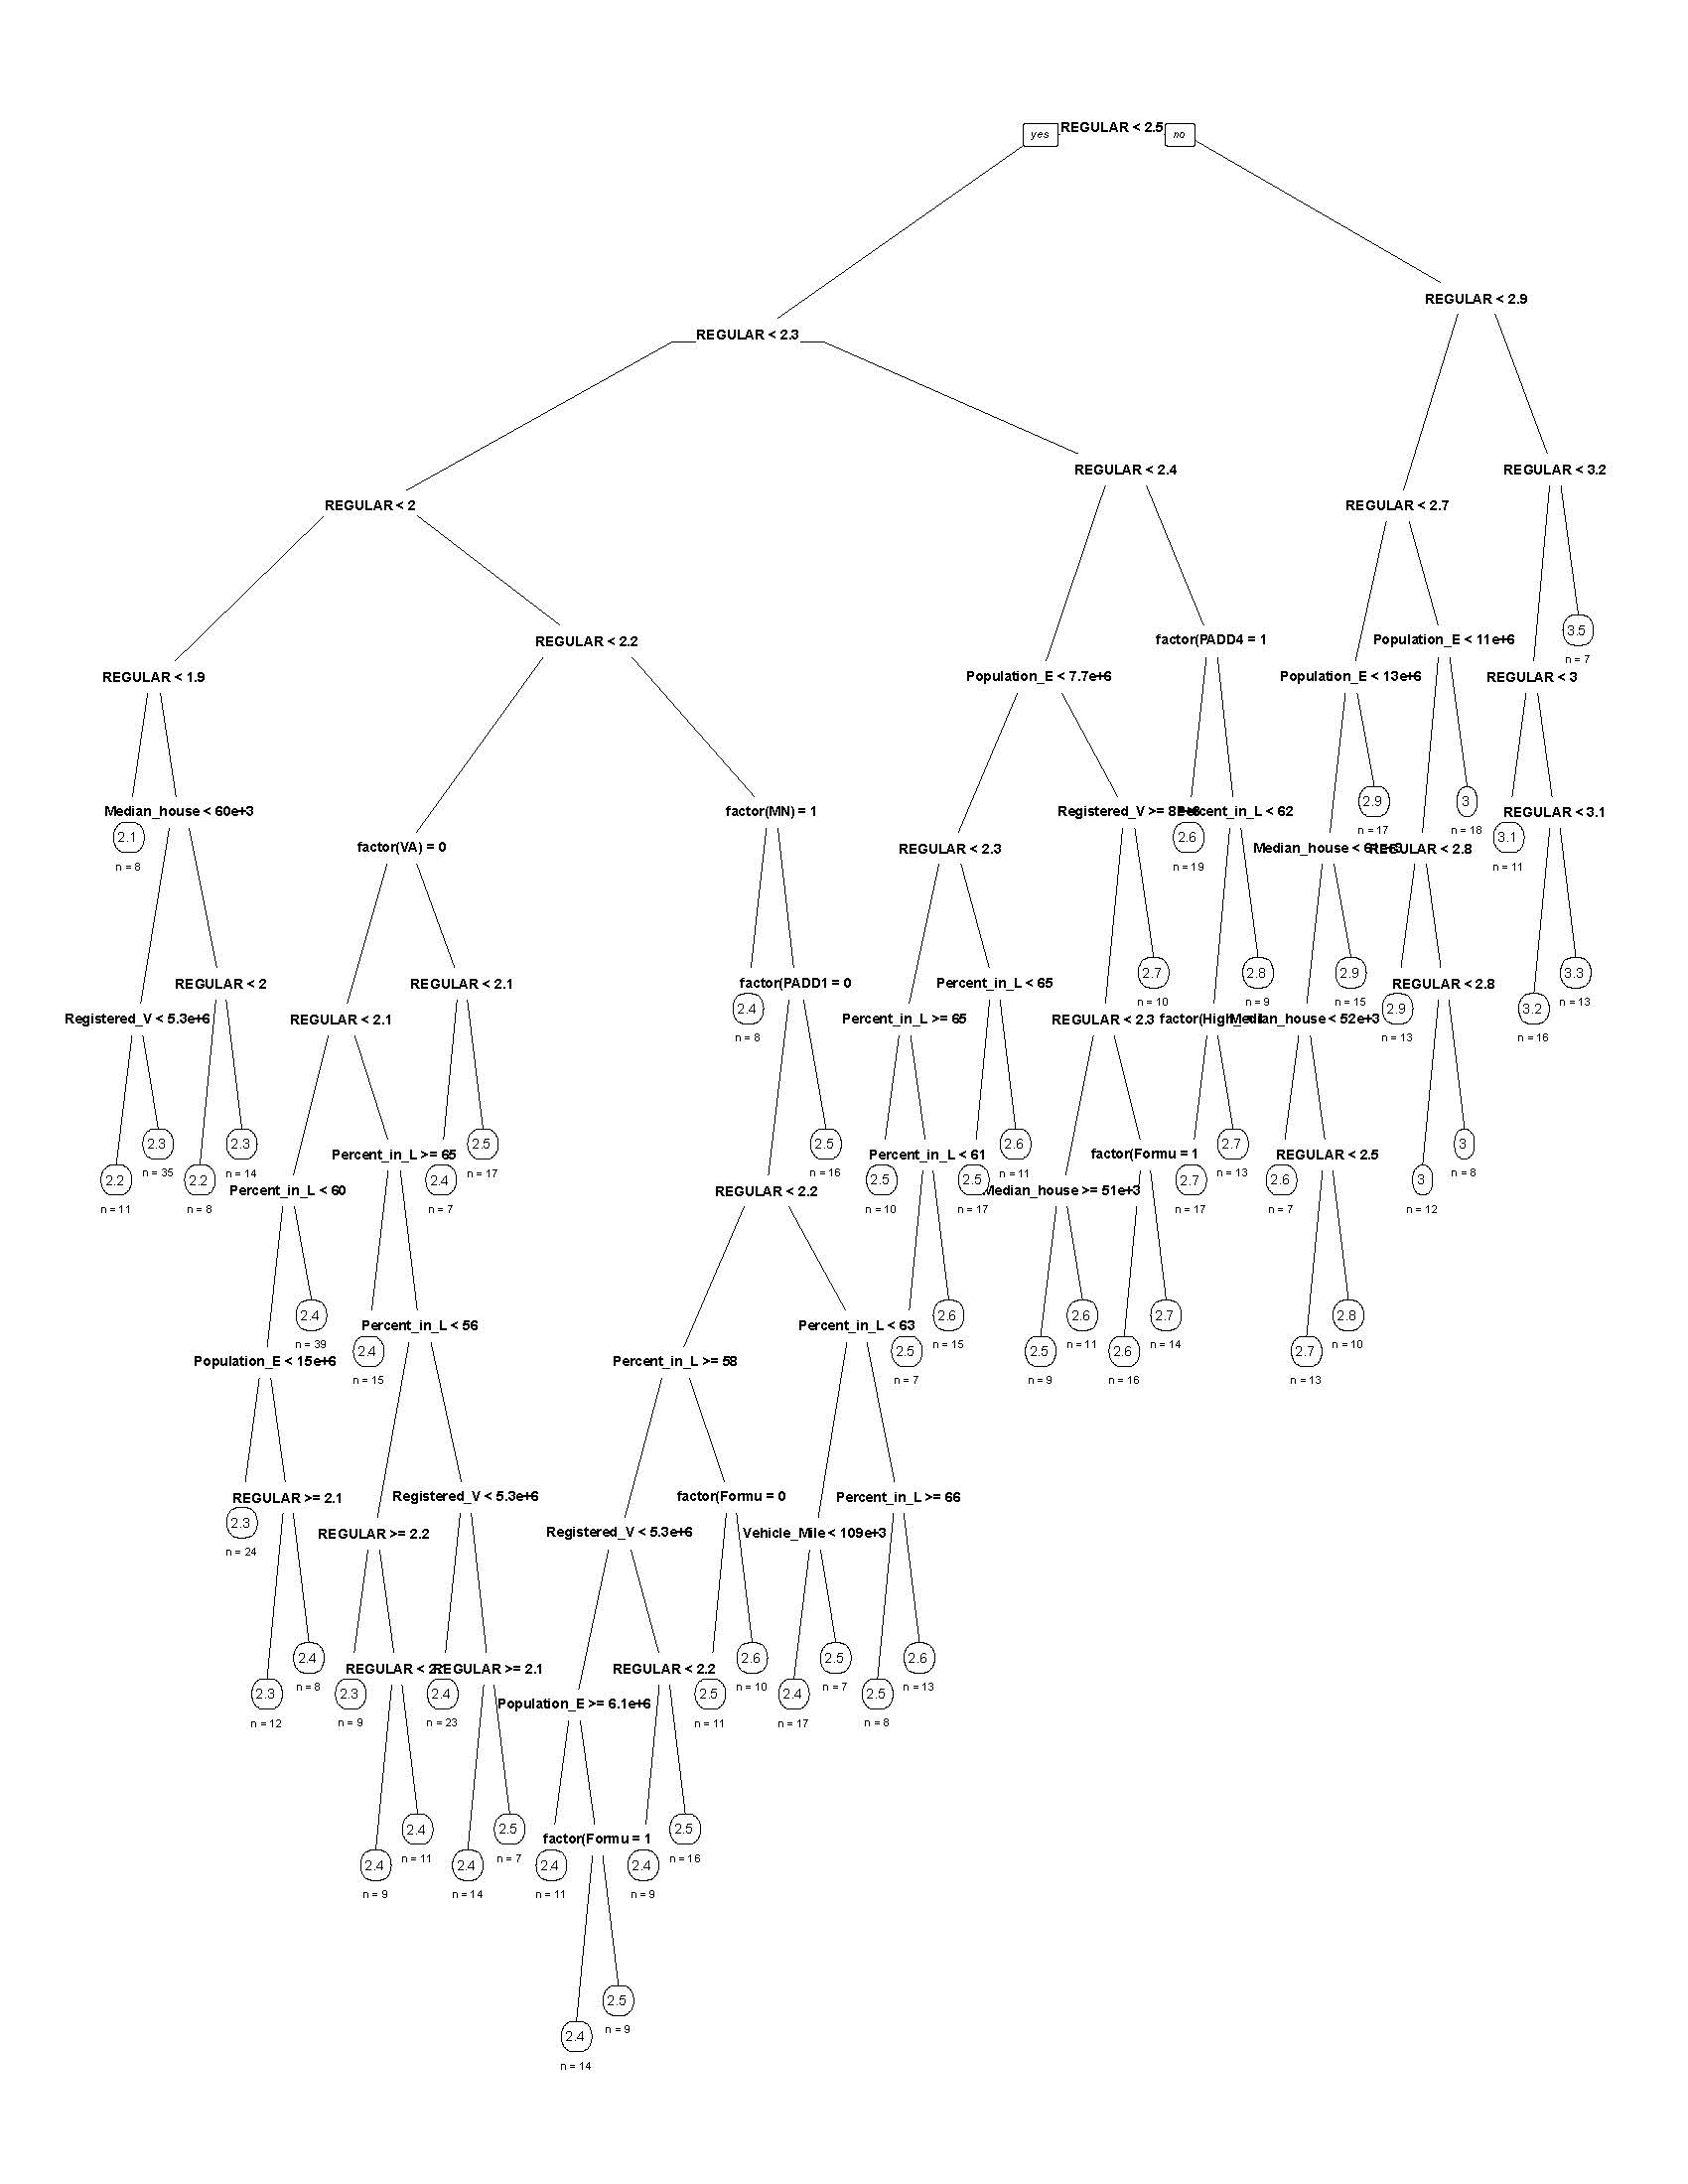 yes REGULAR < 2.5 no
REGULAR < 2.9
REGULAR < 2.3
REGULAR < 2.4
REGULAR < 3.2
REGULAR < 2
REGULAR < 2.7
3.5
n = 7
REGULAR < 2.2
factor(PADD4 = 1
Population_E < 11e+6
REGULAR < 1.9
Population_E < 7.7e+6
Population_E < 13e+6
REGULAR < 3
Median_house < 60e+3
factor(MN) = 1
Registered_V >=
Percent_in_L < 62
2.9
n = 17
3
n = 18
REGULAR < 3.1
2.1
n = 8
factor(VA) = 0
REGULAR < 2.3
2.6
n = 19
Median_house <
REGULAR < 2.8
3.1
n = 11
REGULAR < 2
REGULAR < 2.1
factor(PADD1 = 0
Percent_in_L < 65
2.7
n = 10
2.8
n = 9
2.9
n = 15
REGULAR < 2.8
3.3
n = 13
Registered_V < 5.3e+6
REGULAR < 2.1
2.4
n = 8
Percent_in_L >= 65
REGULAR < 2.3
Median_house < 52e+3
2.9
n = 13
3.2
n = 16
2.3
n = 35
2.3
n = 14
Percent_in_L >= 65
2.5
n = 17
2.5
n = 16
Percent_in_L < 61
2.6
n = 11
factor(Formu = 1
2.7
n = 13
REGULAR < 2.5
3
n = 8
2.2
n = 11
2.2
n = 8
Percent_in_L < 60
2.4
n = 7
REGULAR < 2.2
2.5
n = 10
2.5
n = 17
Median_house >= 51e+3
2.7
n = 17
2.6
n = 7
3
n = 12
2.4
n = 39
Percent_in_L < 56
Percent_in_L < 63
2.6
n = 15
2.6
n = 11
2.7
n = 14
2.8
n = 10
Population_E < 15e+6
2.4
n = 15
Percent_in_L >= 58
2.5
n = 7
2.5
n = 9
2.6
n = 16
2.7
n = 13
REGULAR >= 2.1
Registered_V < 5.3e+6
factor(Formu = 0
Percent_in_L >= 66
2.3
n = 24
REGULAR >= 2.2
Registered_V < 5.3e+6
Vehicle_Mile < 109e+3
2.4
n = 8
REGULAR <
REGULAR >= 2.1
REGULAR < 2.2
2.6
n = 10
2.5
n = 7
2.6
n = 13
2.3
n = 12
2.3
n = 9
2.4
n = 23
Population_E >= 6.1e+6
2.5
n = 11
2.4
n = 17
2.5
n = 8
2.4
n = 11
2.5
n = 7
factor(Formu = 1
2.5
n = 16
2.4
n = 9
2.4
n = 14
2.4
n = 11
2.4
n = 9
2.5
n = 9
2.4
n = 14